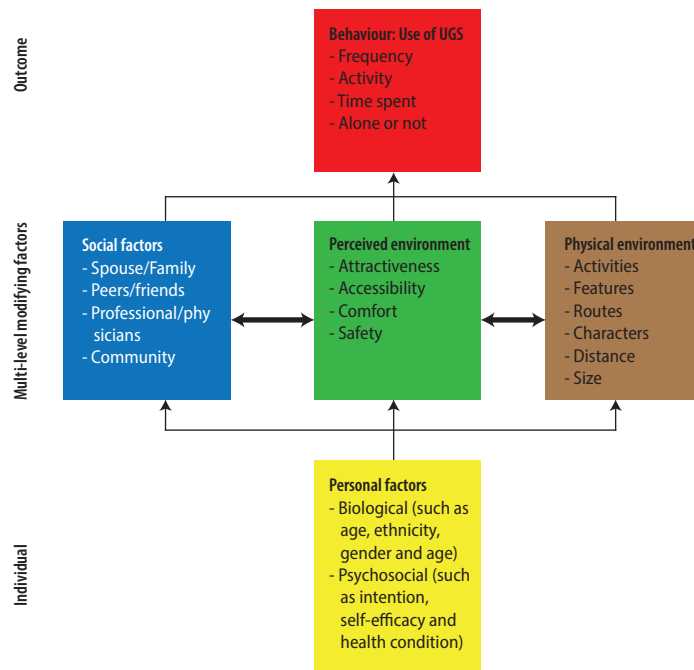 Outcome
Behaviour: Use of UGS
- Frequency
- Activity
- Time spent
- Alone or not
Multi-level modifying factors
Social factors
- Spouse/Family
- Peers/friends
- Professional/phy
sicians
- Community
Perceived environment
- Attractiveness
- Accessibility
- Comfort
- Safety
Physical environment
- Activities
- Features
- Routes
- Characters
- Distance
- Size
Individual
Personal factors
- Biological (such as
age, ethnicity,
gender and age)
- Psychosocial (such
as intention,
self-efficacy and
health condition)